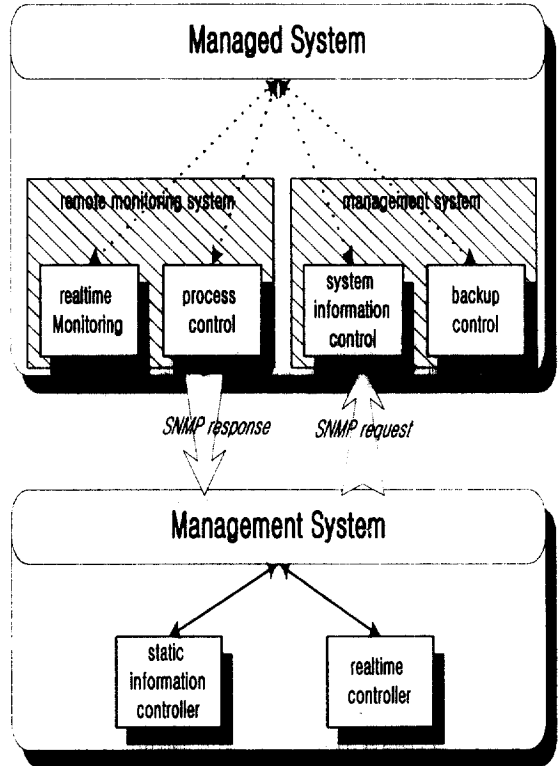 Managed System
remote monitoring system
management system
realtime
Monitoring
process
control
system
information
control
backup
control
SNMP response
SNMP request
Management System
static
information
controller
realtime
controller